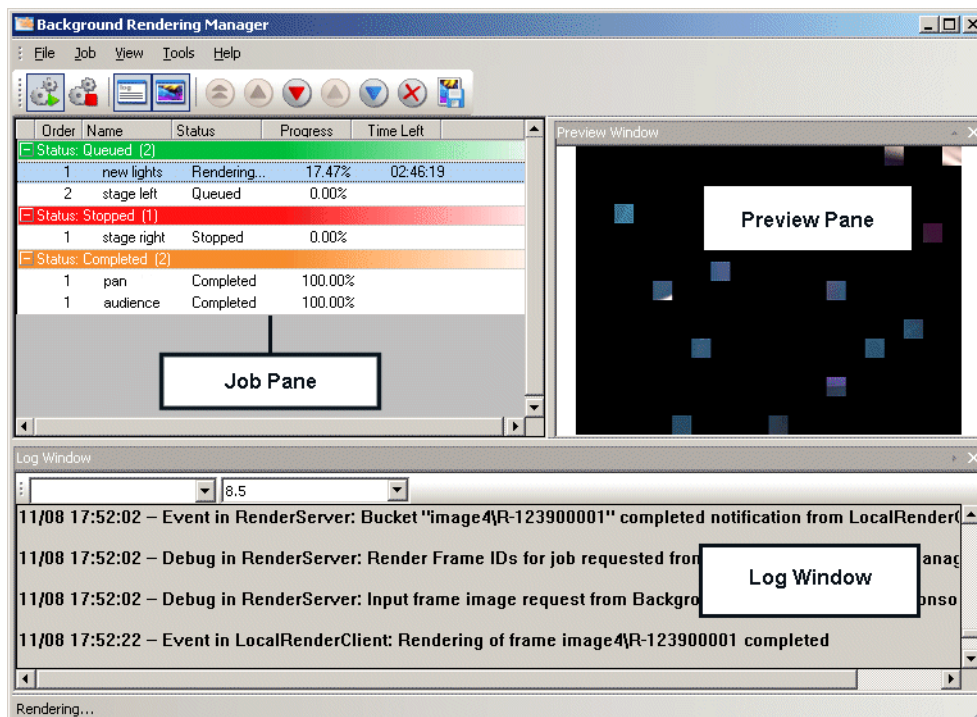 Background Rendering Manager
File Job View Tools Help
log
Order Name Status Progress Time Left
Status: Queued (2)
1 new lights Rendering... 17.47% 02:46:19
2 stage left Queued 0.00%
Status: Stopped (1)
1 stage right Stopped 0.00%
Status: Completed (2)
1 pan Completed 100.00%
1 audience Completed 100.00%
Job Pane
Preview Window
Preview Pane
Log Window
8.5
11/08 17:52:02 – Event in RenderServer: Bucket "image4\R-123900001" completed notification from LocalRender
11/08 17:52:02 – Debug in RenderServer: Render Frame IDs for job requested from anag
11/08 17:52:02 – Debug in RenderServer: Input frame image request from Backgro onso
11/08 17:52:22 – Event in LocalRenderClient: Rendering of frame image4\R-123900001 completed
Log Window
Rendering...